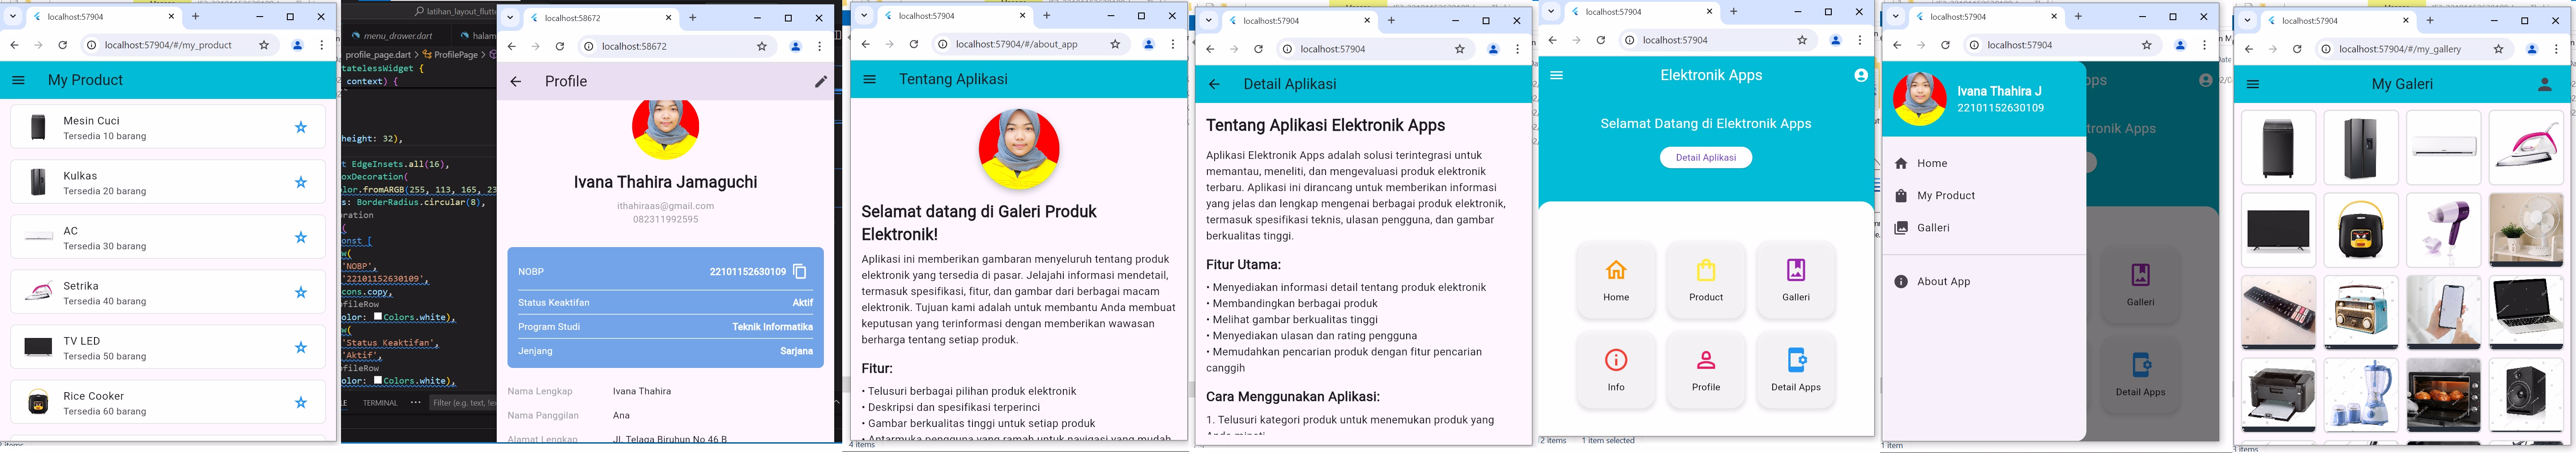 localhost:57904
localhost:57904/#/my_product
My Product
Mesin Cuci
Tersedia 10 barang
Kulkas
Tersedia 20 barang
AC
Tersedia 30 barang
Setrika
Tersedia 40 barang
TV LED
Tersedia 50 barang
Rice Cooker
Tersedia 60 barang
latihan_layout_flutt
menu_drawer.dart
halam
profile_page.dart
ProfilePage
tatelessWidget {
context) {
height: 32),
t EdgeInsets.all(16),
oxDecoration(
olor.fromARGB(255, 113, 165, 23
s: BorderRadius.circular(8),
oration
onst [
'NOBP',
'22101152630109',
cons.copy,
ofileRow
olor: Colors.white),
'Status Keaktifan',
'Aktif',
ofileRow
olor: Colors.white),
TERMINAL
Filter (e.g. text, !e
localhost:58672
localhost:58672
Profile
Ivana Thahira Jamaguchi
ithahiraas@gmail.com
082311992595
NOBP
22101152630109
Status Keaktifan
Aktif
Program Studi
Teknik Informatika
Jenjang
Sarjana
Nama Lengkap
Ivana Thahira
Nama Panggilan
Ana
Alamat Lengkap
Jl. Telaga Biruhun No 46 B
localhost:57904
localhost:57904/#/about_app
Tentang Aplikasi
Selamat datang di Galeri Produk
Elektronik!
Aplikasi ini memberikan gambaran menyeluruh tentang produk
elektronik yang tersedia di pasar. Jelajahi informasi mendetail,
termasuk spesifikasi, fitur, dan gambar dari berbagai macam
elektronik. Tujuan kami adalah untuk membantu Anda membuat
keputusan yang terinformasi dengan memberikan wawasan
berharga tentang setiap produk.
Fitur:
• Telusuri berbagai pilihan produk elektronik
• Deskripsi dan spesifikasi terperinci
• Gambar berkualitas tinggi untuk setiap produk
• Antarmuka pengguna yang ramah untuk navigasi yang mudah
4 items
localhost:57904
localhost:57904
Detail Aplikasi
Tentang Aplikasi Elektronik Apps
Aplikasi Elektronik Apps adalah solusi terintegrasi untuk
memantau, meneliti, dan mengevaluasi produk elektronik
terbaru. Aplikasi ini dirancang untuk memberikan informasi
yang jelas dan lengkap mengenai berbagai produk elektronik,
termasuk spesifikasi teknis, ulasan pengguna, dan gambar
berkualitas tinggi.
Fitur Utama:
• Menyediakan informasi detail tentang produk elektronik
• Membandingkan berbagai produk
• Melihat gambar berkualitas tinggi
• Menyediakan ulasan dan rating pengguna
• Memudahkan pencarian produk dengan fitur pencarian
canggih
Cara Menggunakan Aplikasi:
1. Telusuri kategori produk untuk menemukan produk yang
localhost:57904
localhost:57904
Elektronik Apps
Selamat Datang di Elektronik Apps
Detail Aplikasi
Home
Product
Galleri
Info
Profile
Detail Apps
2 items
1 item selected
localhost:57904
localhost:57904
Ivana Thahira J
22101152630109
Home
My Product
Galleri
About App
ps
tronik Apps
Galleri
Detail Apps
1 item
localhost:57904
localhost:57904/#/my_gallery
My Galeri
3 items